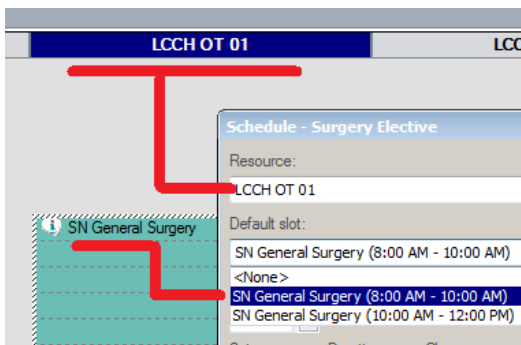 LCCH OT 01
LCC
Schedule - Surgery Elective
Resource:
LCCH OT 01
SN General Surgery
Default slot:
SN General Surgery (8:00 AM - 10:00 AM)
<None>
SN General Surgery (8:00 AM - 10:00 AM)
SN General Surgery (10:00 AM - 12:00 PM)